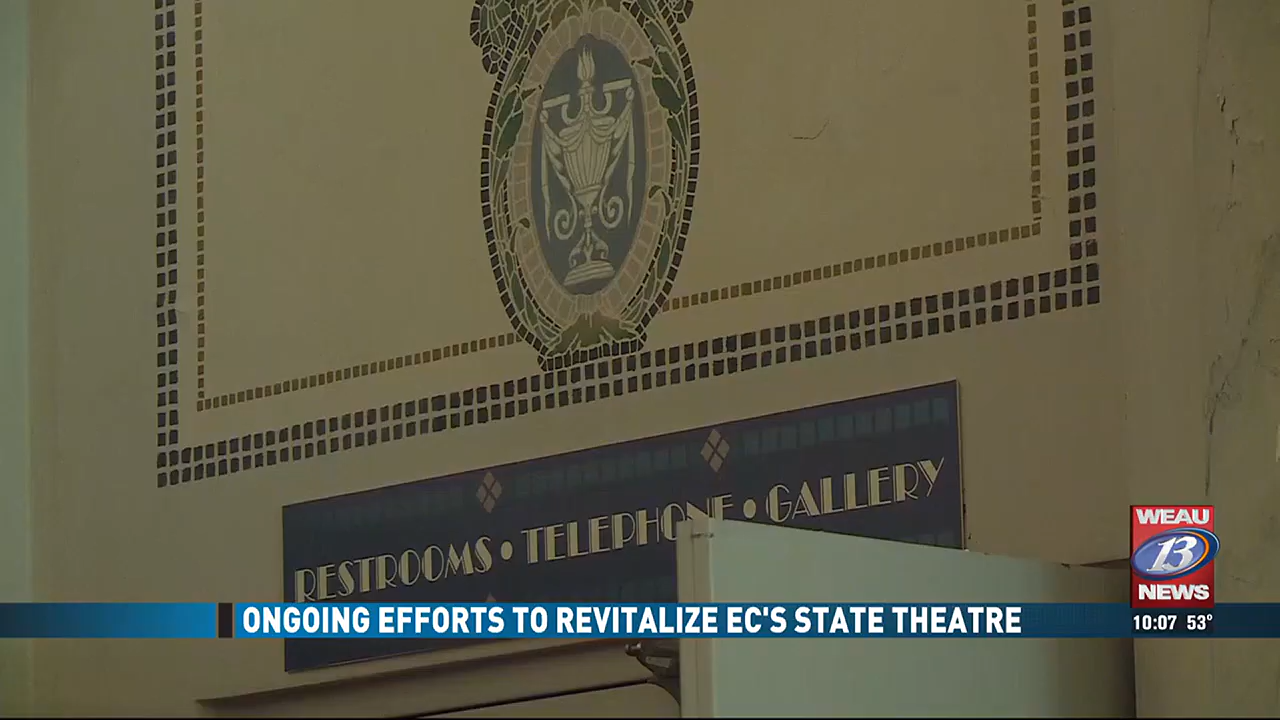 RESTROOMS • TELEPHONE • GALLERY
WEAU
13
NEWS
ONGOING EFFORTS TO REVITALIZE EC'S STATE THEATRE
10:07 53°